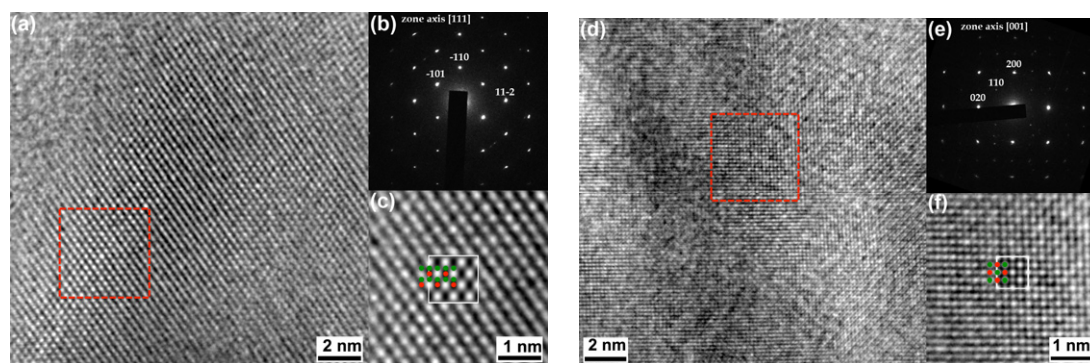 (a)
2 nm
(b)
zone axis [111]
-110
-101
11-2
(c)
1 nm
(d)
2 nm
(e)
zone axis [001]
200
110
020
(f)
1 nm